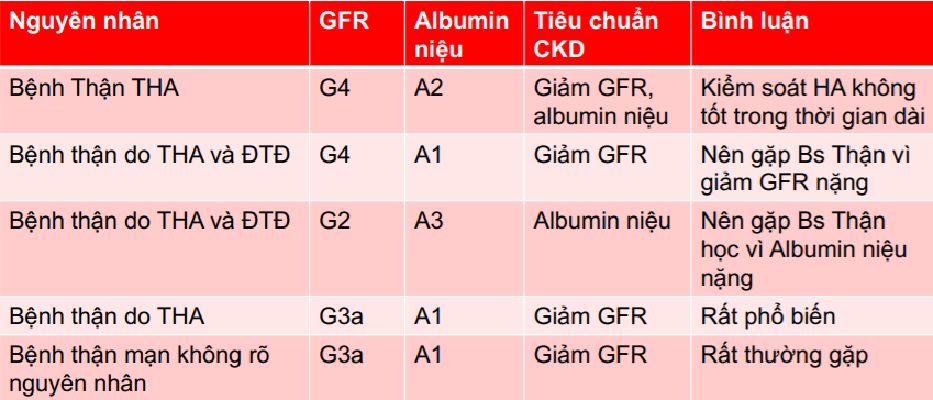 Nguyên nhân GFR Albumin niệu Tiêu chuẩn CKD Bình luận
Bệnh Thận THA G4 A2 Giảm GFR, albumin niệu Kiểm soát HA không tốt trong thời gian dài
Bệnh thận do THA và ĐTĐ G4 A1 Giảm GFR Nên gặp Bs Thận vì giảm GFR nặng
Bệnh thận do THA và ĐTĐ G2 A3 Albumin niệu Nên gặp Bs Thận học vì Albumin niệu nặng
Bệnh thận do THA G3a A1 Giảm GFR Rất phổ biến
Bệnh thận mạn không rõ nguyên nhân G3a A1 Giảm GFR Rất thường gặp